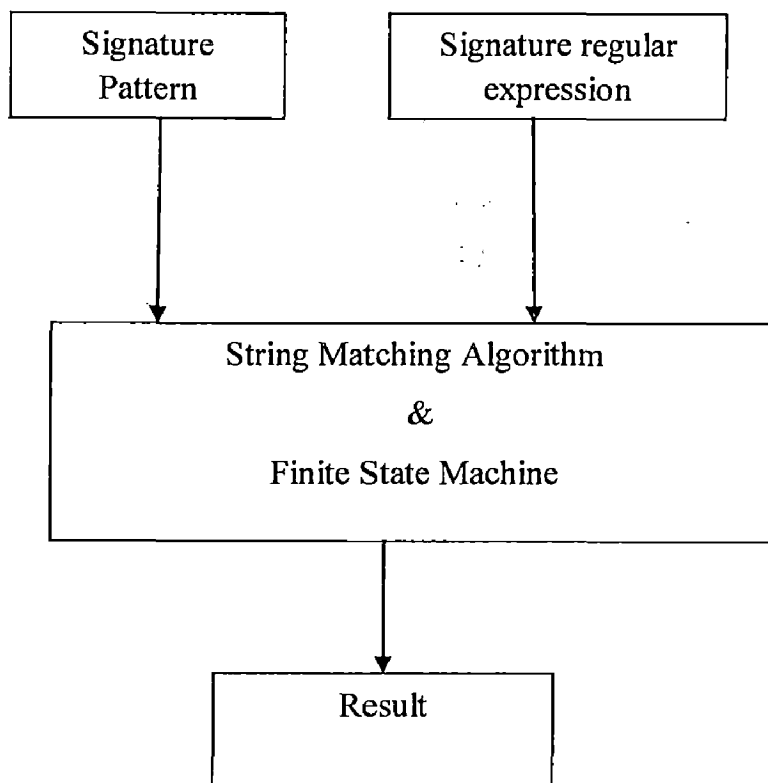 Signature
Pattern
Signature regular
expression
String Matching Algorithm
&
Finite State Machine
Result